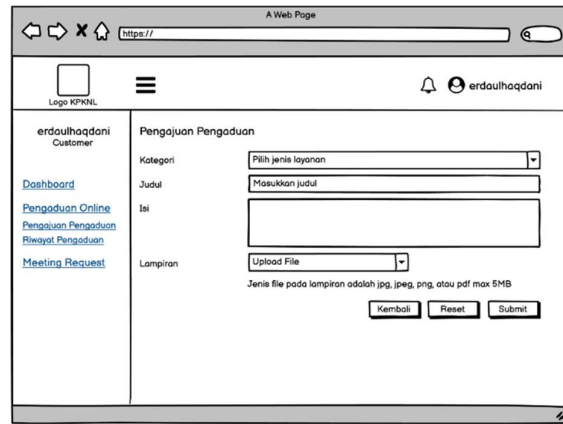 A Web Page
https://
Logo KPKNL
erdaulhaqdani
erdaulhaqdani
Customer
Dashboard
Pengaduan Online
Pengajuan Pengaduan
Riwayat Pengaduan
Meeting Request
Pengajuan Pengaduan
Kategori
Pilih jenis layanan
Judul
Masukkan judul
Isi
Lampiran
Upload File
Jenis file pada lampiran adalah jpg, jpeg, png, atau pdf max 5MB
Kembali
Reset
Submit